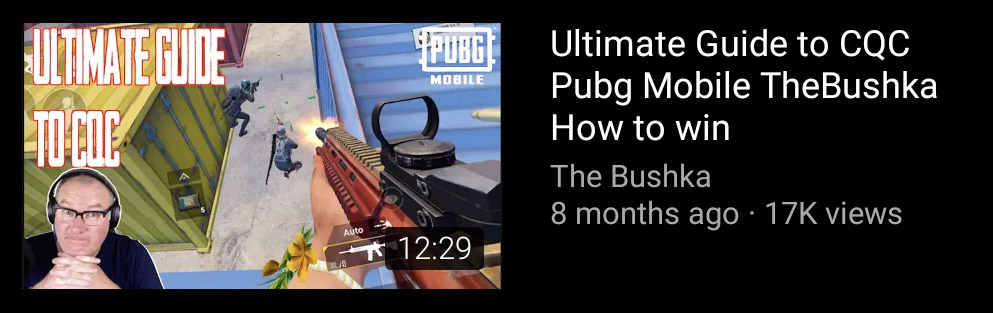 ULTIMATE GUIDE
TO CQC
PUBG
MOBILE
5
Auto
12:29
Ultimate Guide to CQC
Pubg Mobile TheBushka
How to win
The Bushka
8 months ago · 17K views